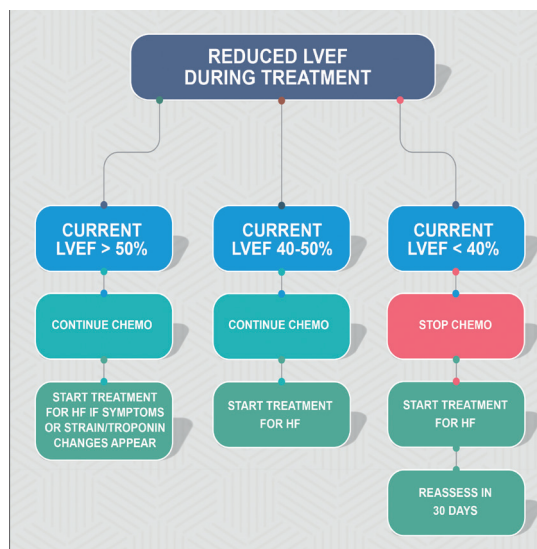 REDUCED LVEF
DURING TREATMENT
CURRENT
LVEF > 50%
CURRENT
LVEF 40-50%
CURRENT
LVEF < 40%
CONTINUE CHEMO
CONTINUE CHEMO
STOP CHEMO
START TREATMENT
FOR HF IF SYMPTOMS
OR STRAIN/TROPONIN
CHANGES APPEAR
START TREATMENT
FOR HF
START TREATMENT
FOR HF
REASSESS IN
30 DAYS